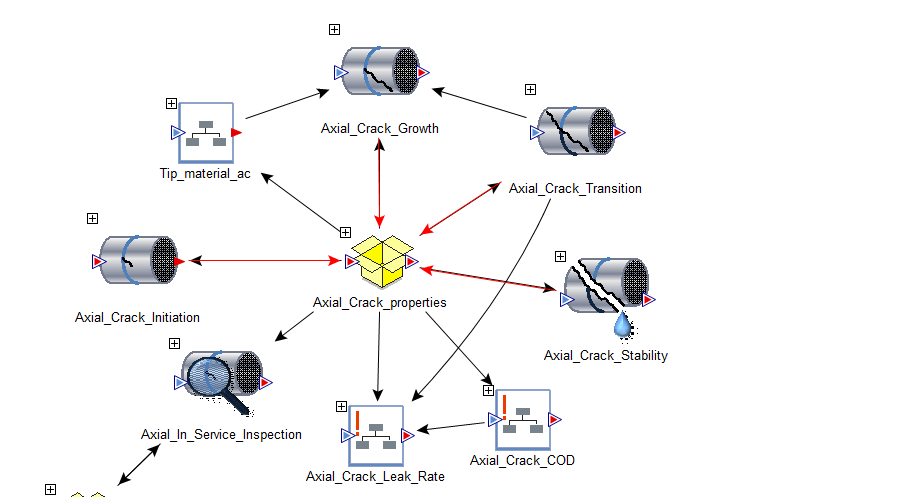 Axial_Crack_Growth
Tip_material_ac
Axial_Crack_Transition
Axial_Crack_properties
Axial_Crack_Initiation
Axial_Crack_Stability
Axial_In_Service_Inspection
Axial_Crack_COD
Axial_Crack_Leak_Rate